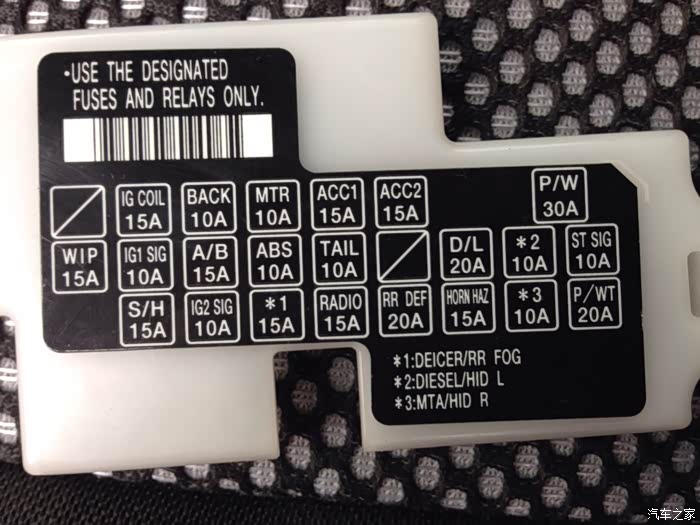 •USE THE DESIGNATED
FUSES AND RELAYS ONLY.
IG COIL 15A BACK 10A MTR 10A ACC1 15A ACC2 15A P/W 30A
WIP 15A IG1 SIG 10A A/B 15A ABS 10A TAIL 10A D/L 20A *2 10A ST SIG 10A
S/H 15A IG2 SIG 10A *1 15A RADIO 15A RR DEF 20A HORN HAZ 15A *3 10A P/WT 20A
*1:DEICER/RR FOG
*2:DIESEL/HID L
*3:MTA/HID R
汽车之家